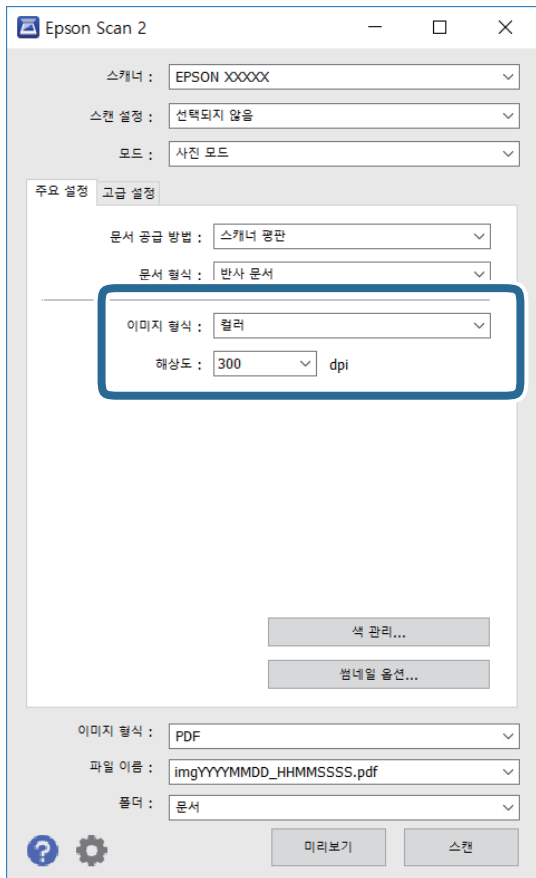 Epson Scan 2
스캐너 : EPSON XXXXX
스캔 설정 : 선택되지 않음
모드 : 사진 모드
주요 설정 고급 설정
문서 공급 방법 : 스캐너 평판
문서 형식 : 반사 문서
이미지 형식 : 컬러
해상도 : 300 dpi
색 관리...
썸네일 옵션...
이미지 형식 : PDF
파일 이름 : imgYYYYMMDD_HHMMSSSS.pdf
폴더 : 문서
? 미리보기 스캔